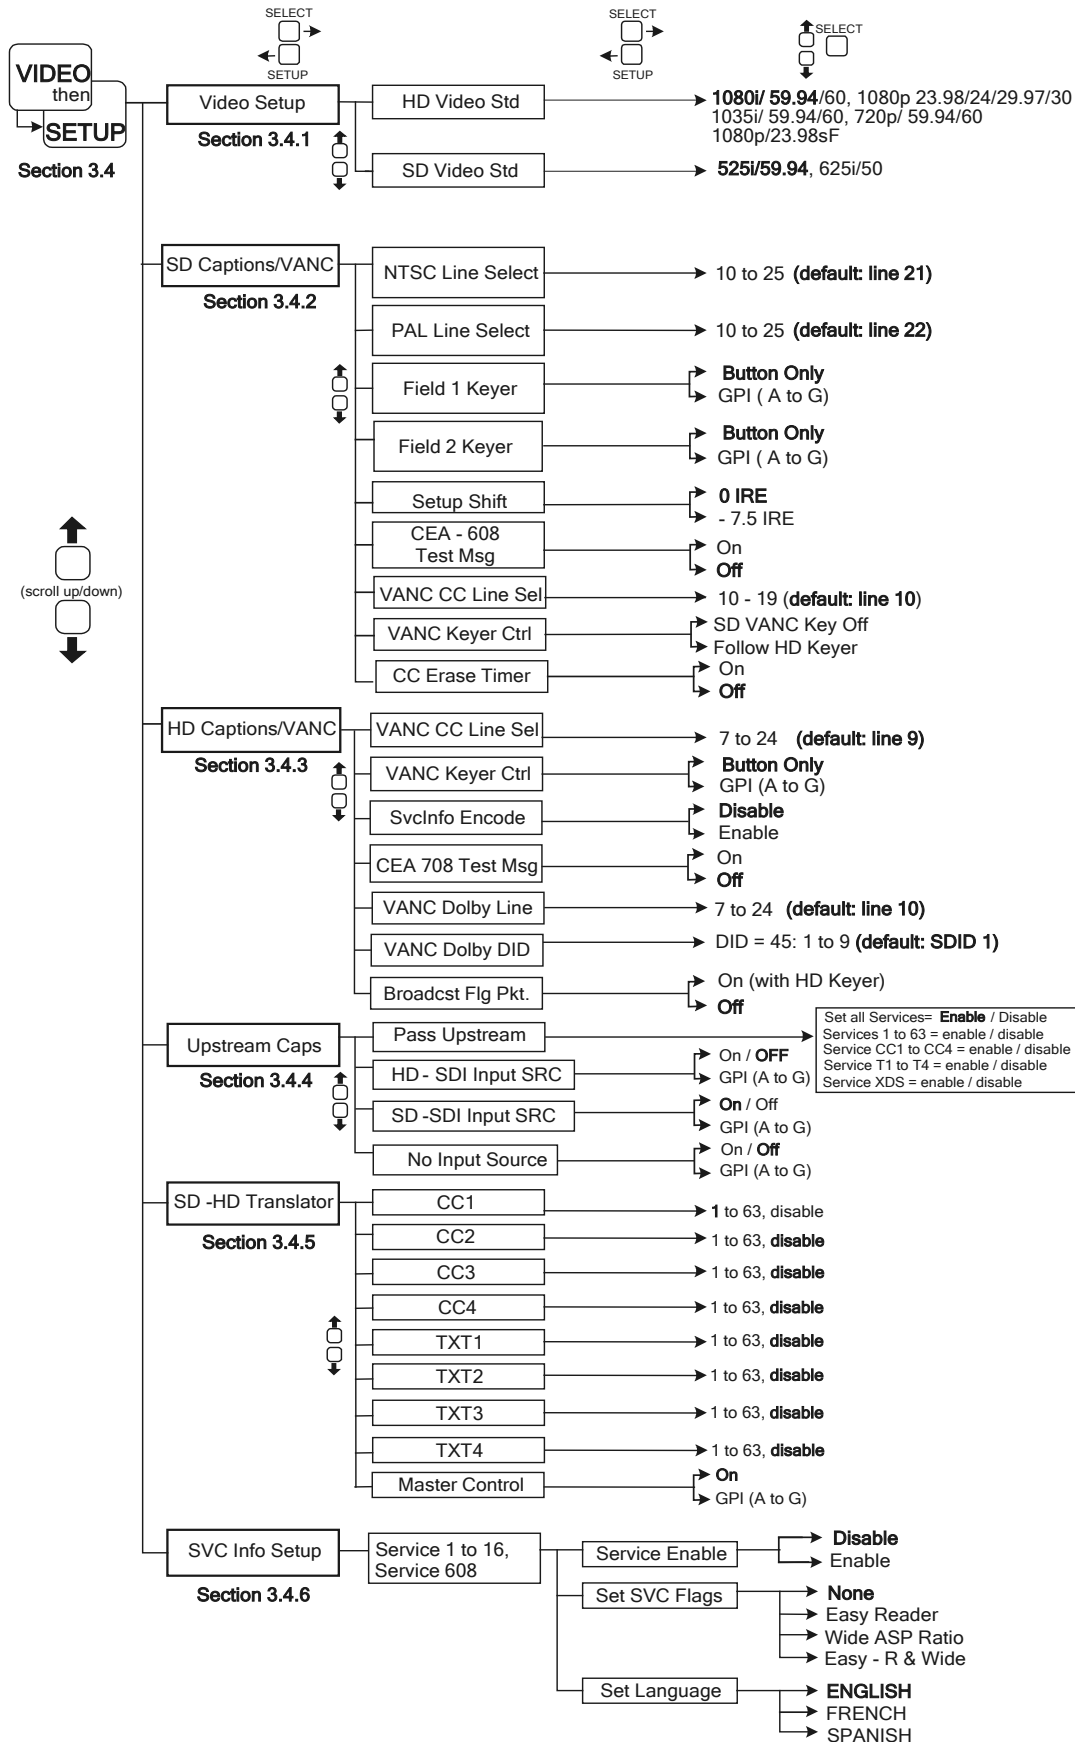 SELECT
SETUP
SELECT
SETUP
SELECT
VIDEO
then
SETUP
Section 3.4
Video Setup
Section 3.4.1
HD Video Std
1080i/ 59.94/60, 1080p 23.98/24/29.97/30
1035i/ 59.94/60, 720p/ 59.94/60
1080p/23.98sF
SD Video Std
525i/59.94, 625i/50
SD Captions/VANC
Section 3.4.2
NTSC Line Select
10 to 25 (default: line 21)
PAL Line Select
10 to 25 (default: line 22)
Field 1 Keyer
Button Only
GPI ( A to G)
Field 2 Keyer
Button Only
GPI ( A to G)
Setup Shift
0 IRE
- 7.5 IRE
CEA - 608
Test Msg
On
Off
VANC CC Line Sel
10 - 19 (default: line 10)
VANC Keyer Ctrl
SD VANC Key Off
Follow HD Keyer
CC Erase Timer
On
Off
(scroll up/down)
HD Captions/VANC
Section 3.4.3
VANC CC Line Sel
7 to 24 (default: line 9)
VANC Keyer Ctrl
Button Only
GPI (A to G)
SvcInfo Encode
Disable
Enable
CEA 708 Test Msg
On
Off
VANC Dolby Line
7 to 24 (default: line 10)
VANC Dolby DID
DID = 45: 1 to 9 (default: SDID 1)
Broadcst Flg Pkt.
On (with HD Keyer)
Off
Upstream Caps
Section 3.4.4
Pass Upstream
Set all Services= Enable / Disable
Services 1 to 63 = enable / disable
Service CC1 to CC4 = enable / disable
Service T1 to T4 = enable / disable
Service XDS = enable / disable
HD- SDI Input SRC
On / OFF
GPI (A to G)
SD -SDI Input SRC
On / Off
GPI (A to G)
No Input Source
On / Off
GPI (A to G)
SD -HD Translator
Section 3.4.5
CC1
1 to 63, disable
CC2
1 to 63, disable
CC3
1 to 63, disable
CC4
1 to 63, disable
TXT1
1 to 63, disable
TXT2
1 to 63, disable
TXT3
1 to 63, disable
TXT4
1 to 63, disable
Master Control
On
GPI (A to G)
SVC Info Setup
Section 3.4.6
Service 1 to 16,
Service 608
Service Enable
Disable
Enable
Set SVC Flags
None
Easy Reader
Wide ASP Ratio
Easy - R & Wide
Set Language
ENGLISH
FRENCH
SPANISH